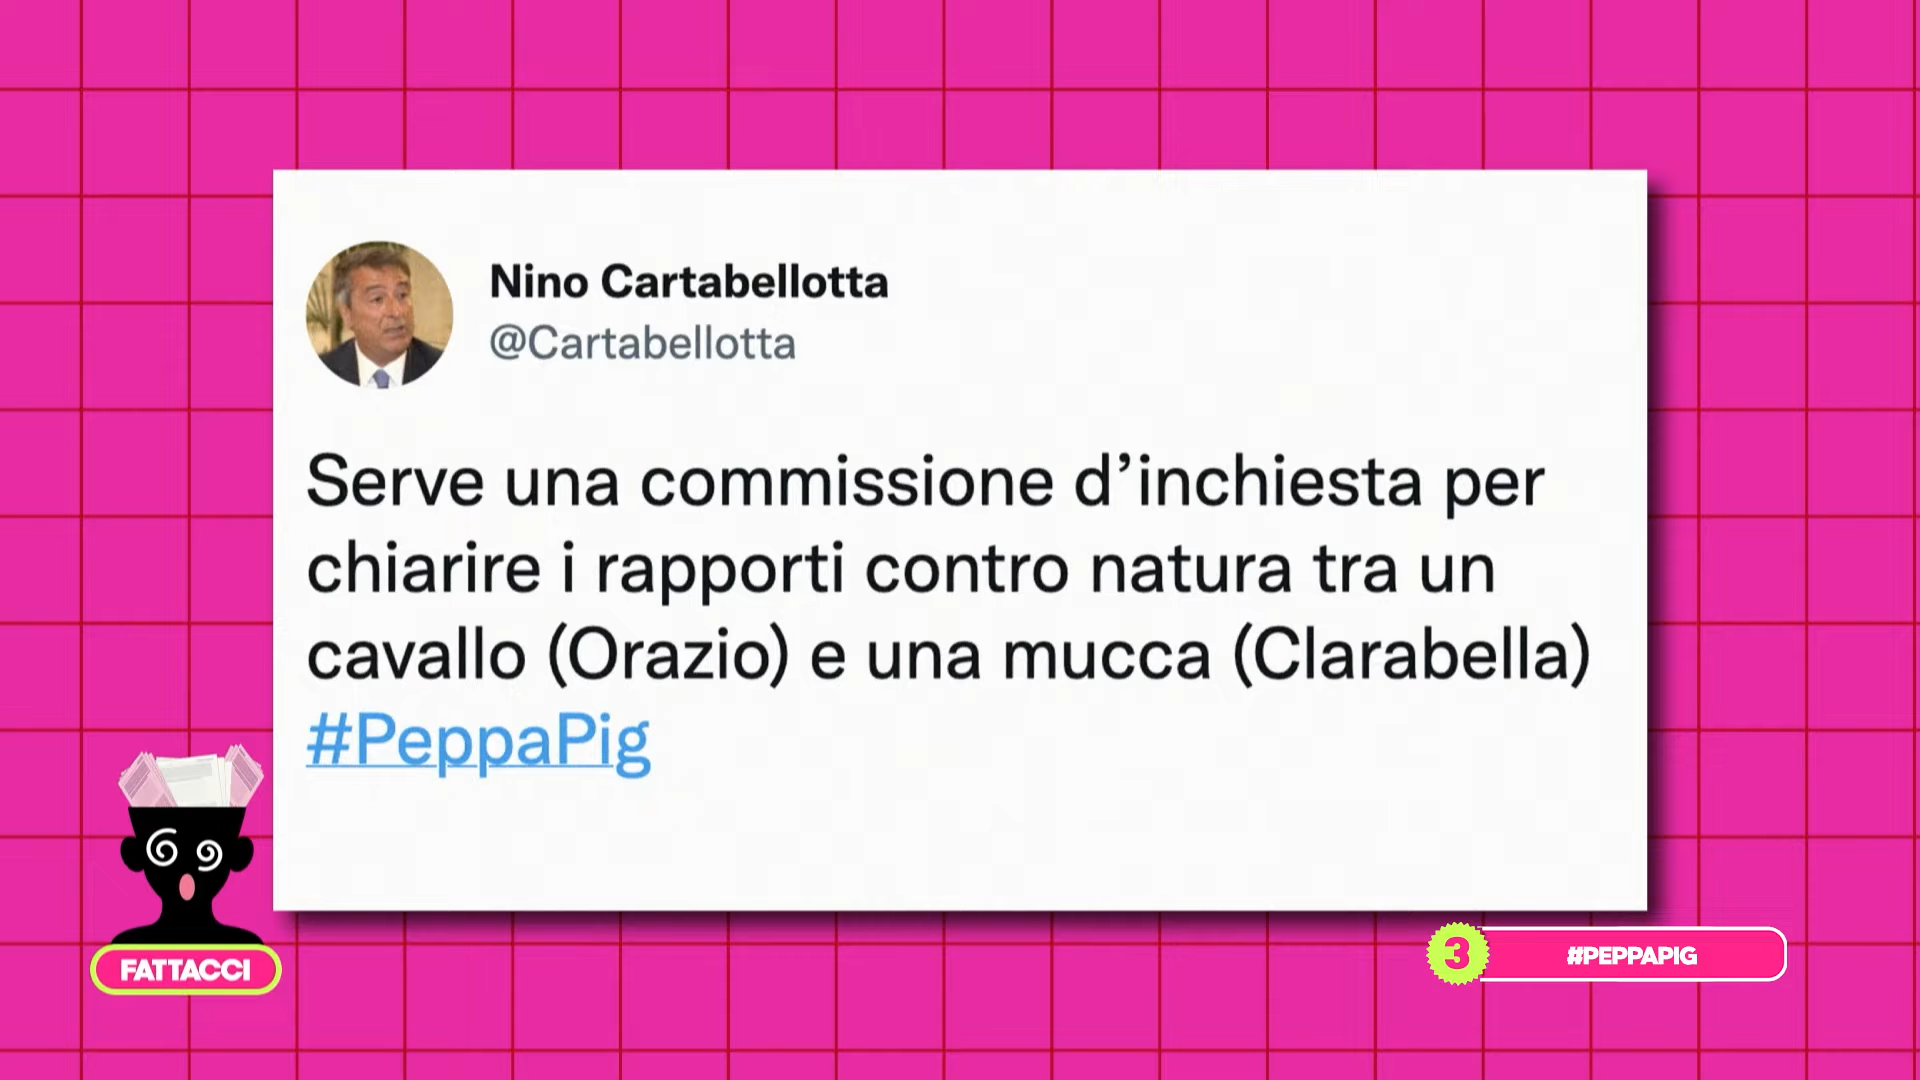 Nino Cartabellotta
@Cartabellotta
Serve una commissione d’inchiesta per
chiarire i rapporti contro natura tra un
cavallo (Orazio) e una mucca (Clarabella)
#PeppaPig
FATTACCI
3
#PEPPAPIG